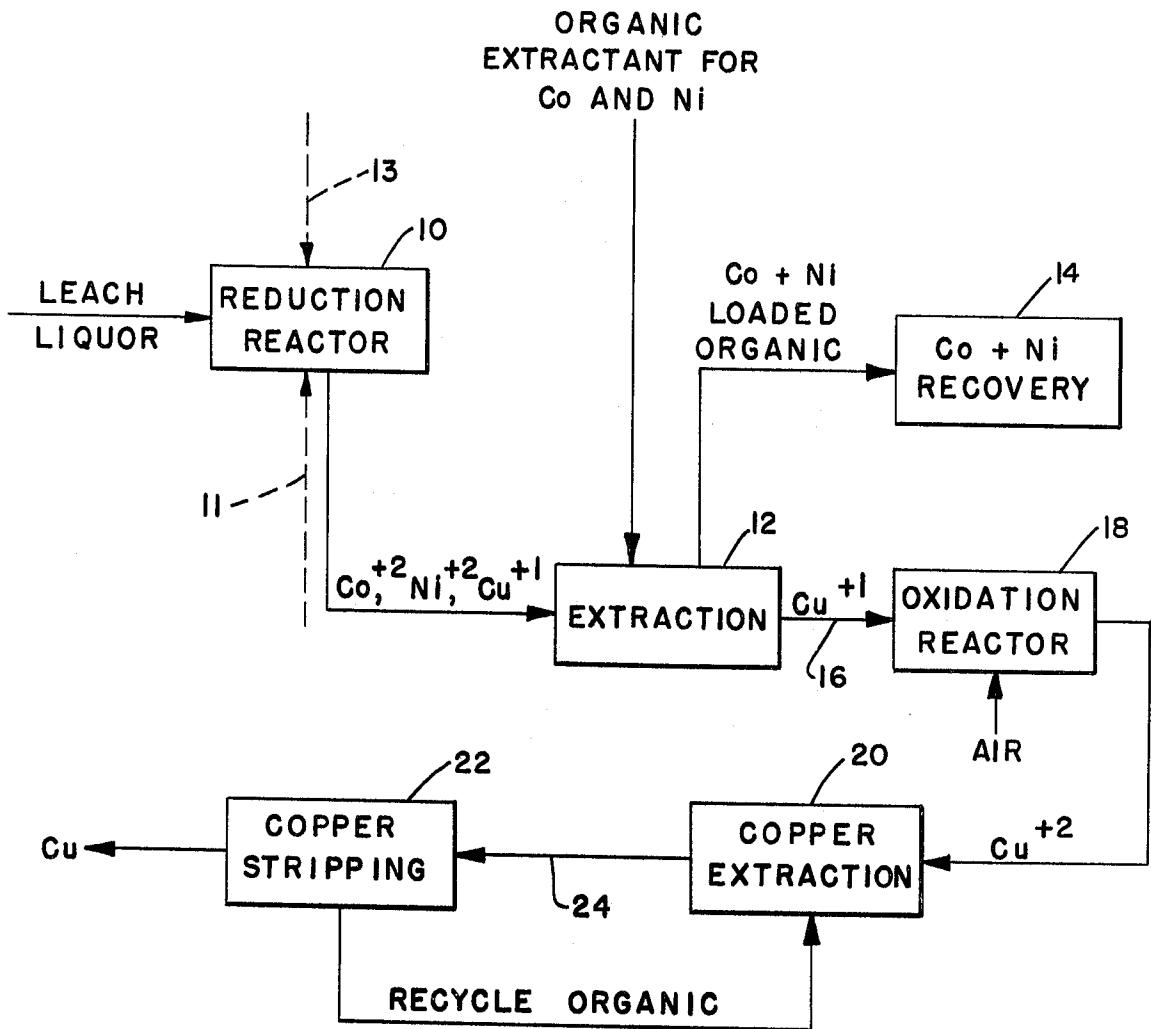 ORGANIC
EXTRACTANT FOR
Co AND Ni
13
10
LEACH
LIQUOR
REDUCTION
REACTOR
Co + Ni
LOADED
ORGANIC
14
Co + Ni
RECOVERY
11
Co,+2 Ni,+2 Cu+1
12
EXTRACTION
Cu+1
16
18
OXIDATION
REACTOR
AIR
22
COPPER
STRIPPING
Cu
24
20
COPPER
EXTRACTION
Cu+2
RECYCLE ORGANIC